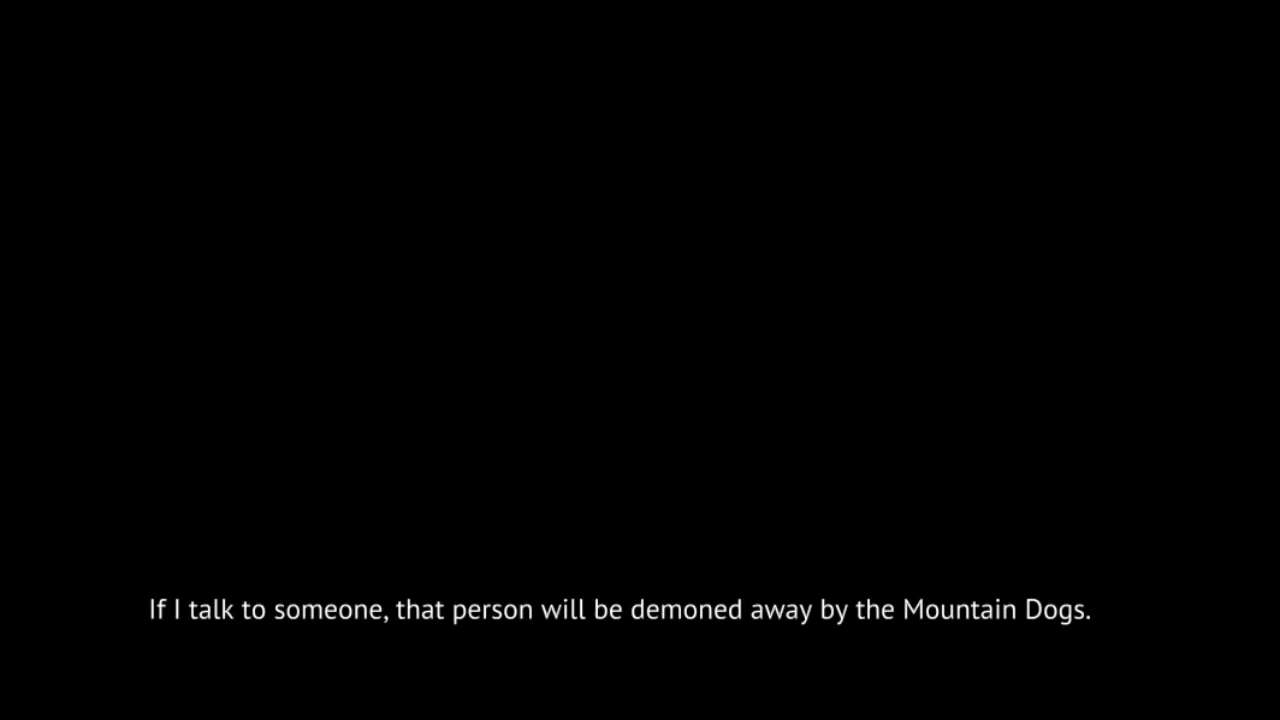 If I talk to someone, that person will be demoned away by the Mountain Dogs.